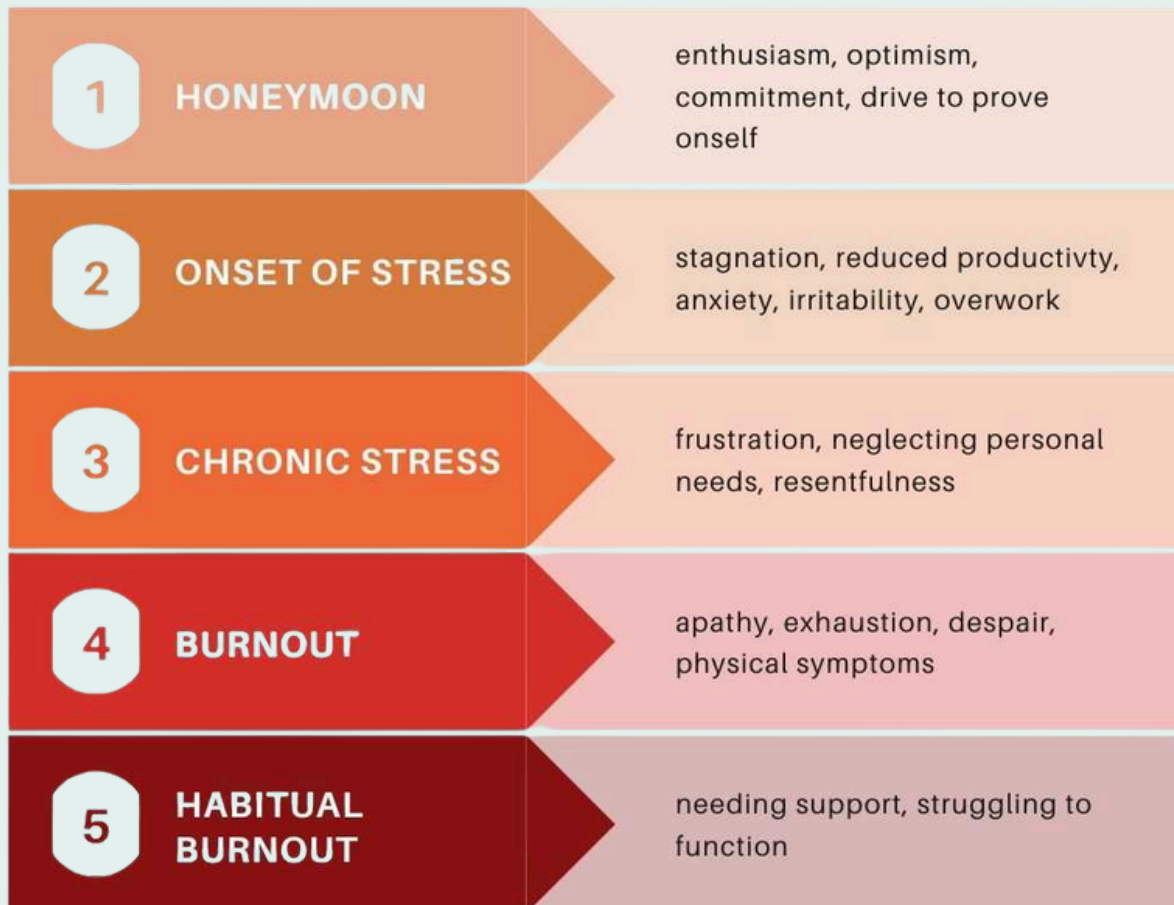 1
HONEYMOON
enthusiasm, optimism,
commitment, drive to prove
onself
2
ONSET OF STRESS
stagnation, reduced productivty,
anxiety, irritability, overwork
3
CHRONIC STRESS
frustration, neglecting personal
needs, resentfulness
4
BURNOUT
apathy, exhaustion, despair,
physical symptoms
5
HABITUAL
BURNOUT
needing support, struggling to
function